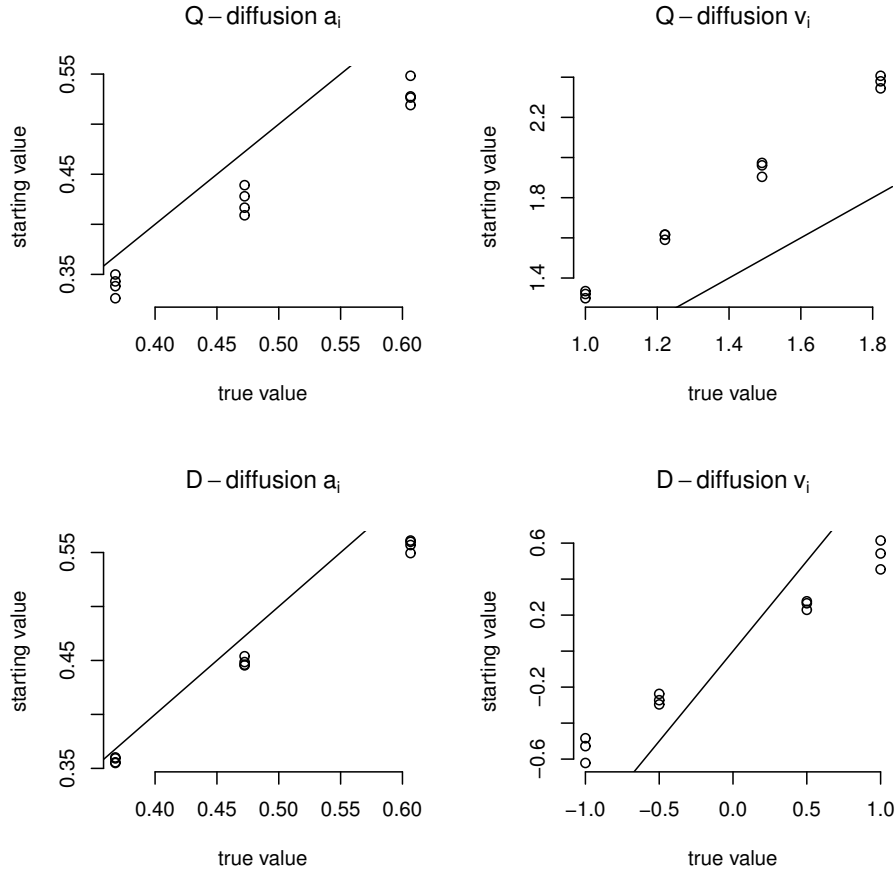 Q – diffusion aᵢ
starting value
0.55
0.45
0.35
0.40 0.45 0.50 0.55 0.60
true value
Q – diffusion vᵢ
starting value
2.2
1.8
1.4
1.0 1.2 1.4 1.6 1.8
true value
D – diffusion aᵢ
starting value
0.55
0.45
0.35
0.40 0.45 0.50 0.55 0.60
true value
D – diffusion vᵢ
starting value
0.6
0.2
−0.2
−0.6
−1.0 −0.5 0.0 0.5 1.0
true value